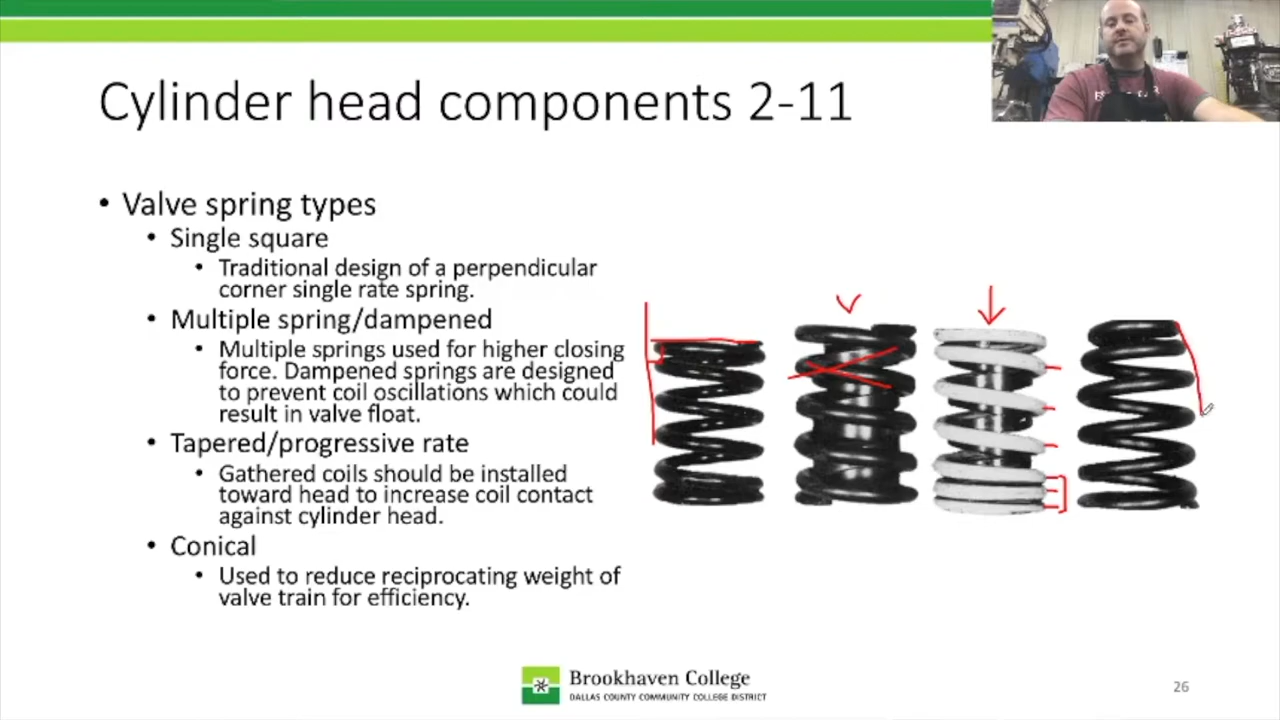 Cylinder head components 2-11
• Valve spring types
• Single square
• Traditional design of a perpendicular
corner single rate spring.
• Multiple spring/dampened
• Multiple springs used for higher closing
force. Dampened springs are designed
to prevent coil oscillations which could
result in valve float.
• Tapered/progressive rate
• Gathered coils should be installed
toward head to increase coil contact
against cylinder head.
• Conical
• Used to reduce reciprocating weight of
valve train for efficiency.
Brookhaven College
DALLAS COUNTY COMMUNITY COLLEGE DISTRICT
26